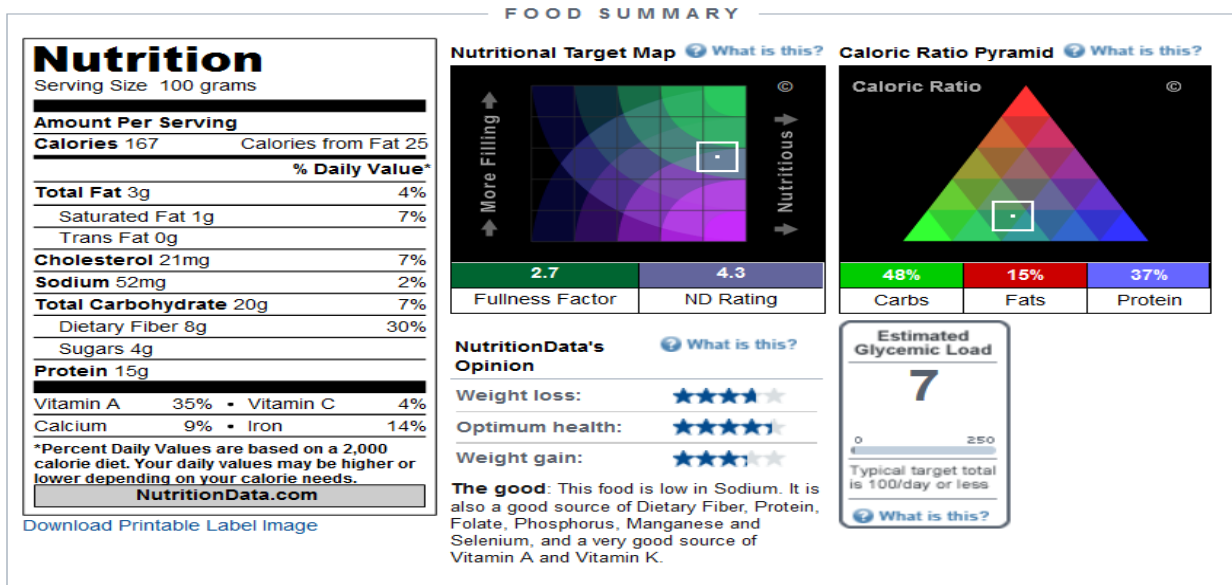 FOOD SUMMARY
Nutrition
Serving Size 100 grams
Amount Per Serving
Calories 167 Calories from Fat 25
% Daily Value*
Total Fat 3g 4%
Saturated Fat 1g 7%
Trans Fat 0g
Cholesterol 21mg 7%
Sodium 52mg 2%
Total Carbohydrate 20g 7%
Dietary Fiber 8g 30%
Sugars 4g
Protein 15g
Vitamin A 35% • Vitamin C 4%
Calcium 9% • Iron 14%
*Percent Daily Values are based on a 2,000
calorie diet. Your daily values may be higher or
lower depending on your calorie needs.
NutritionData.com
Download Printable Label Image
Nutritional Target Map ? What is this?
©
More Filling
Nutritious
2.7 4.3
Fullness Factor ND Rating
Caloric Ratio Pyramid ? What is this?
Caloric Ratio ©
48% 15% 37%
Carbs Fats Protein
NutritionData's ? What is this?
Opinion
Weight loss:
Optimum health:
Weight gain:
The good: This food is low in Sodium. It is
also a good source of Dietary Fiber, Protein,
Folate, Phosphorus, Manganese and
Selenium, and a very good source of
Vitamin A and Vitamin K.
Estimated
Glycemic Load
7
0 250
Typical target total
is 100/day or less
? What is this?